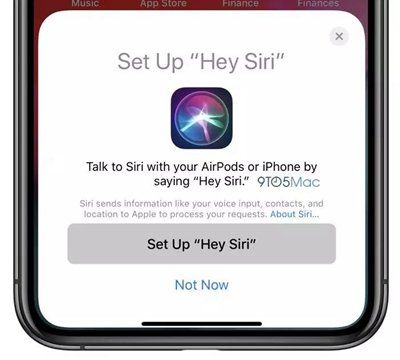 Music App Store Finance Finances
Set Up “Hey Siri”
Talk to Siri with your AirPods or iPhone by
saying “Hey Siri.” 9TO5Mac
Siri sends information like your voice input, contacts, and
location to Apple to process your requests. About Siri...
Set Up “Hey Siri”
Not Now